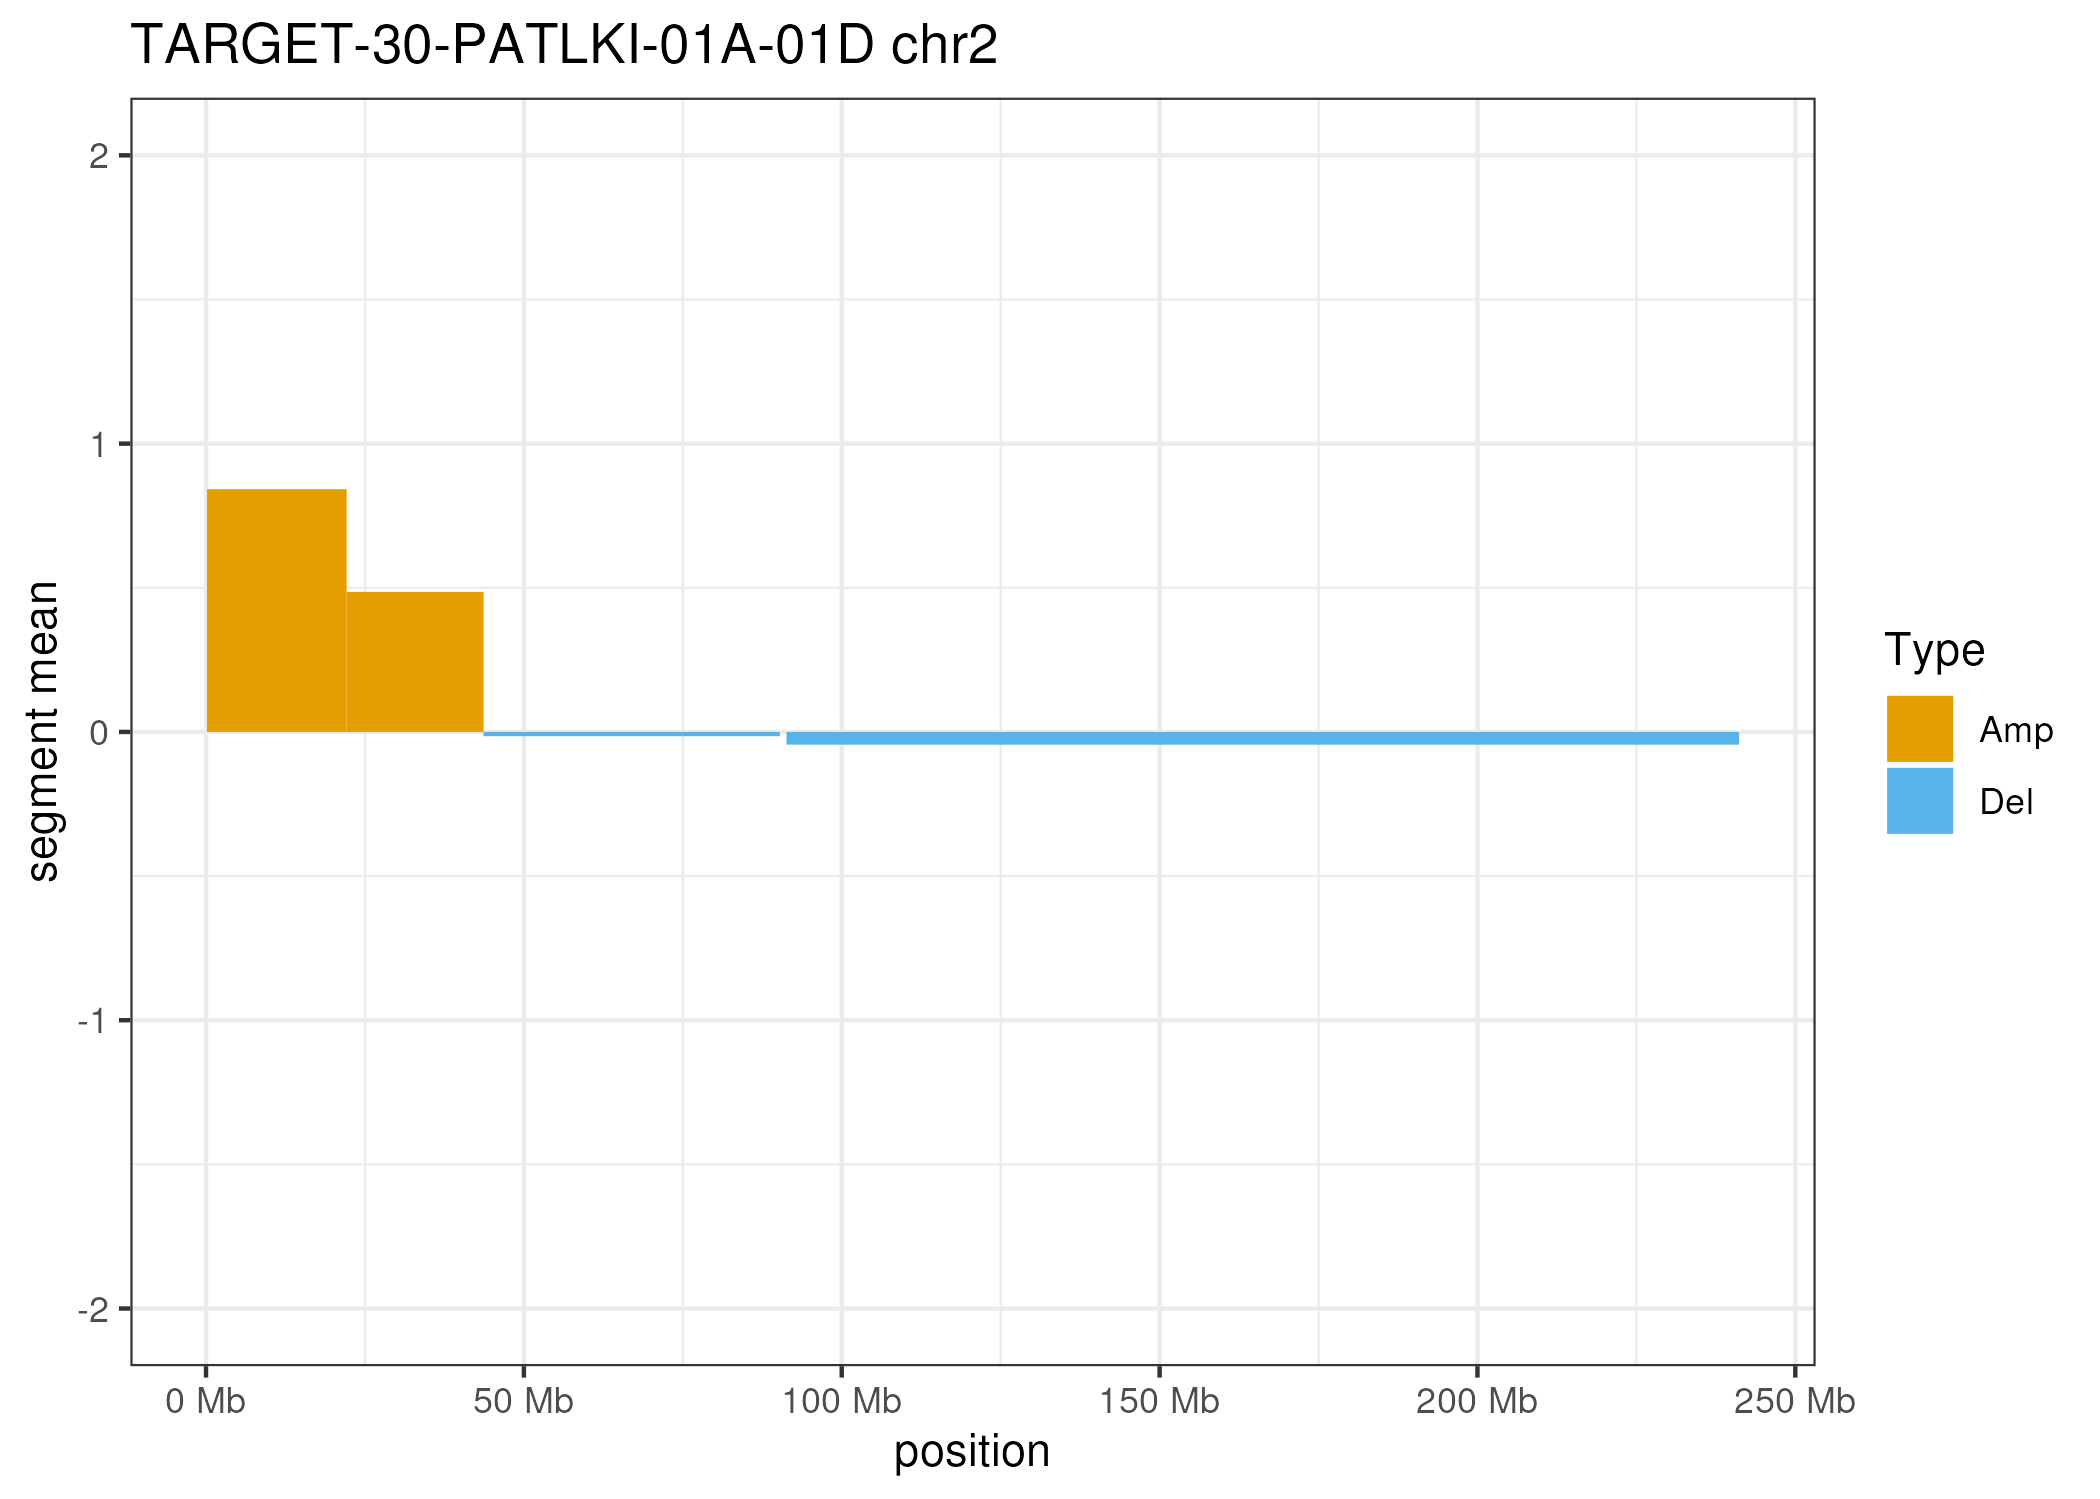 TARGET-30-PATLKI-01A-01D chr2
segment mean
2
1
0
-1
-2
0 Mb
50 Mb
100 Mb
150 Mb
200 Mb
250 Mb
position
Type
Amp
Del